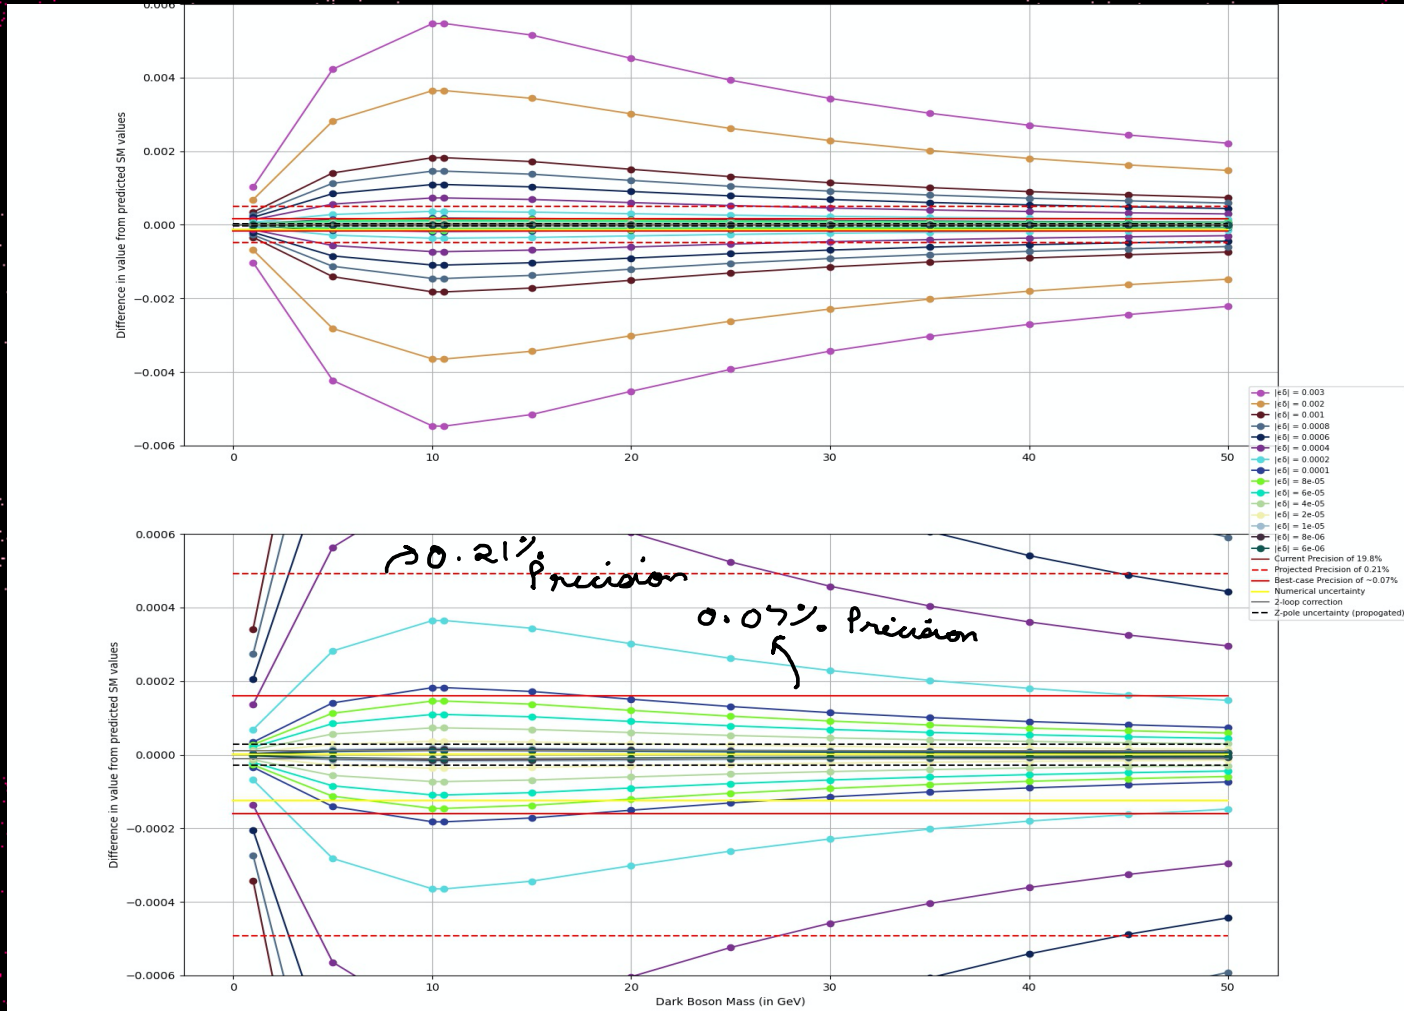 0.006
0.004
0.002
0.000
−0.002
−0.004
−0.006
Difference in value from predicted SM values
0
10
20
30
40
50
|εδ| = 0.003
|εδ| = 0.002
|εδ| = 0.001
|εδ| = 0.0008
|εδ| = 0.0006
|εδ| = 0.0004
|εδ| = 0.0002
|εδ| = 0.0001
|εδ| = 8e-05
|εδ| = 6e-05
|εδ| = 4e-05
|εδ| = 2e-05
|εδ| = 1e-05
|εδ| = 8e-06
|εδ| = 6e-06
Current Precision of 19.8%
Projected Precision of 0.21%
Best-case Precision of ~0.07%
Numerical uncertainty
2-loop correction
Z-pole uncertainty (propogated)
0.0006
0.0004
0.0002
0.0000
−0.0002
−0.0004
−0.0006
Difference in value from predicted SM values
0.21%
Precision
0.07% Precision
0
10
20
30
40
50
Dark Boson Mass (in GeV)